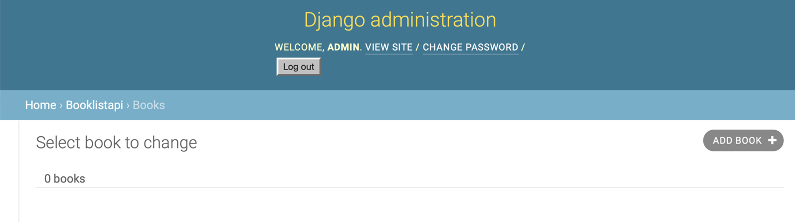 Django administration
WELCOME, ADMIN. VIEW SITE / CHANGE PASSWORD /
Log out
Home › Booklistapi › Books
Select book to change
ADD BOOK +
0 books